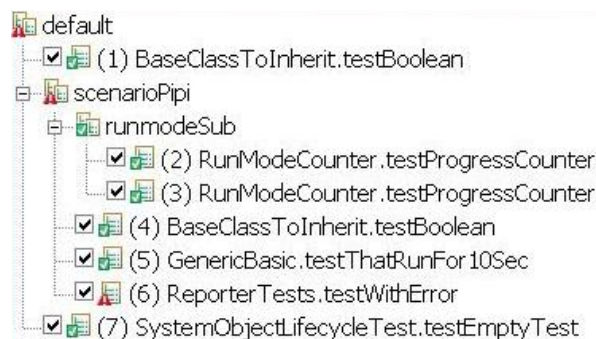 default
(1) BaseClassToInherit.testBoolean
scenarioPipi
runmodeSub
(2) RunModeCounter.testProgressCounter
(3) RunModeCounter.testProgressCounter
(4) BaseClassToInherit.testBoolean
(5) GenericBasic.testThatRunFor10Sec
(6) ReporterTests.testWithError
(7) SystemObjectLifecycleTest.testEmptyTest